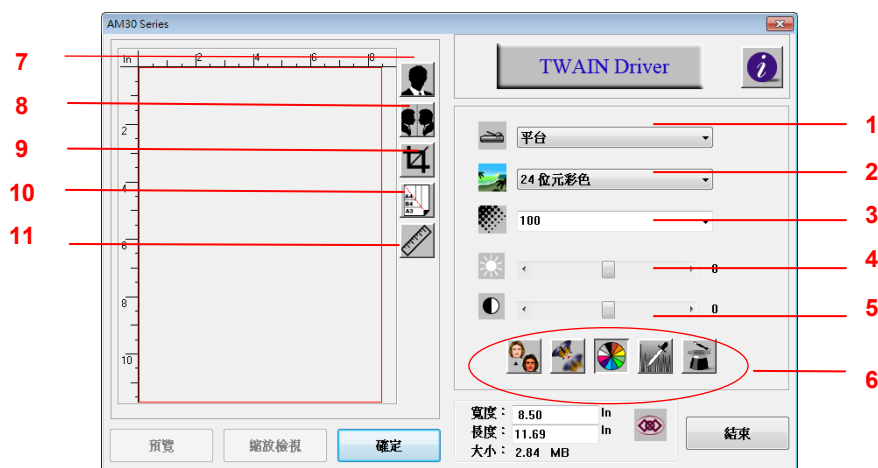 AM30 Series
In 2 4 6 8
2
4
6
8
10
7
8
9
10
11
A4
B4
A3
TWAIN Driver
i
平台
24 位元彩色
100
0
0
1
2
3
4
5
6
寬度： 8.50 In
長度： 11.69 In
大小： 2.84 MB
預覽
縮放檢視
確定
結束